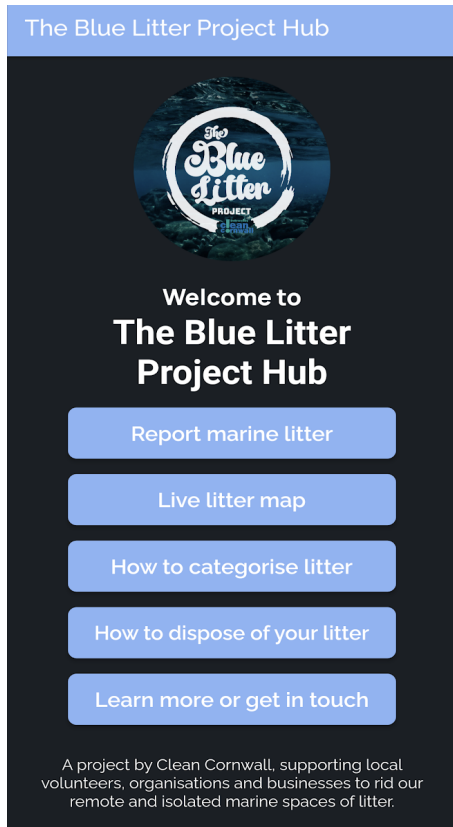 The Blue Litter Project Hub
The
Blue
Litter
PROJECT
clean
cornwall
Welcome to
The Blue Litter
Project Hub
Report marine litter
Live litter map
How to categorise litter
How to dispose of your litter
Learn more or get in touch
A project by Clean Cornwall, supporting local
volunteers, organisations and businesses to rid our
remote and isolated marine spaces of litter.